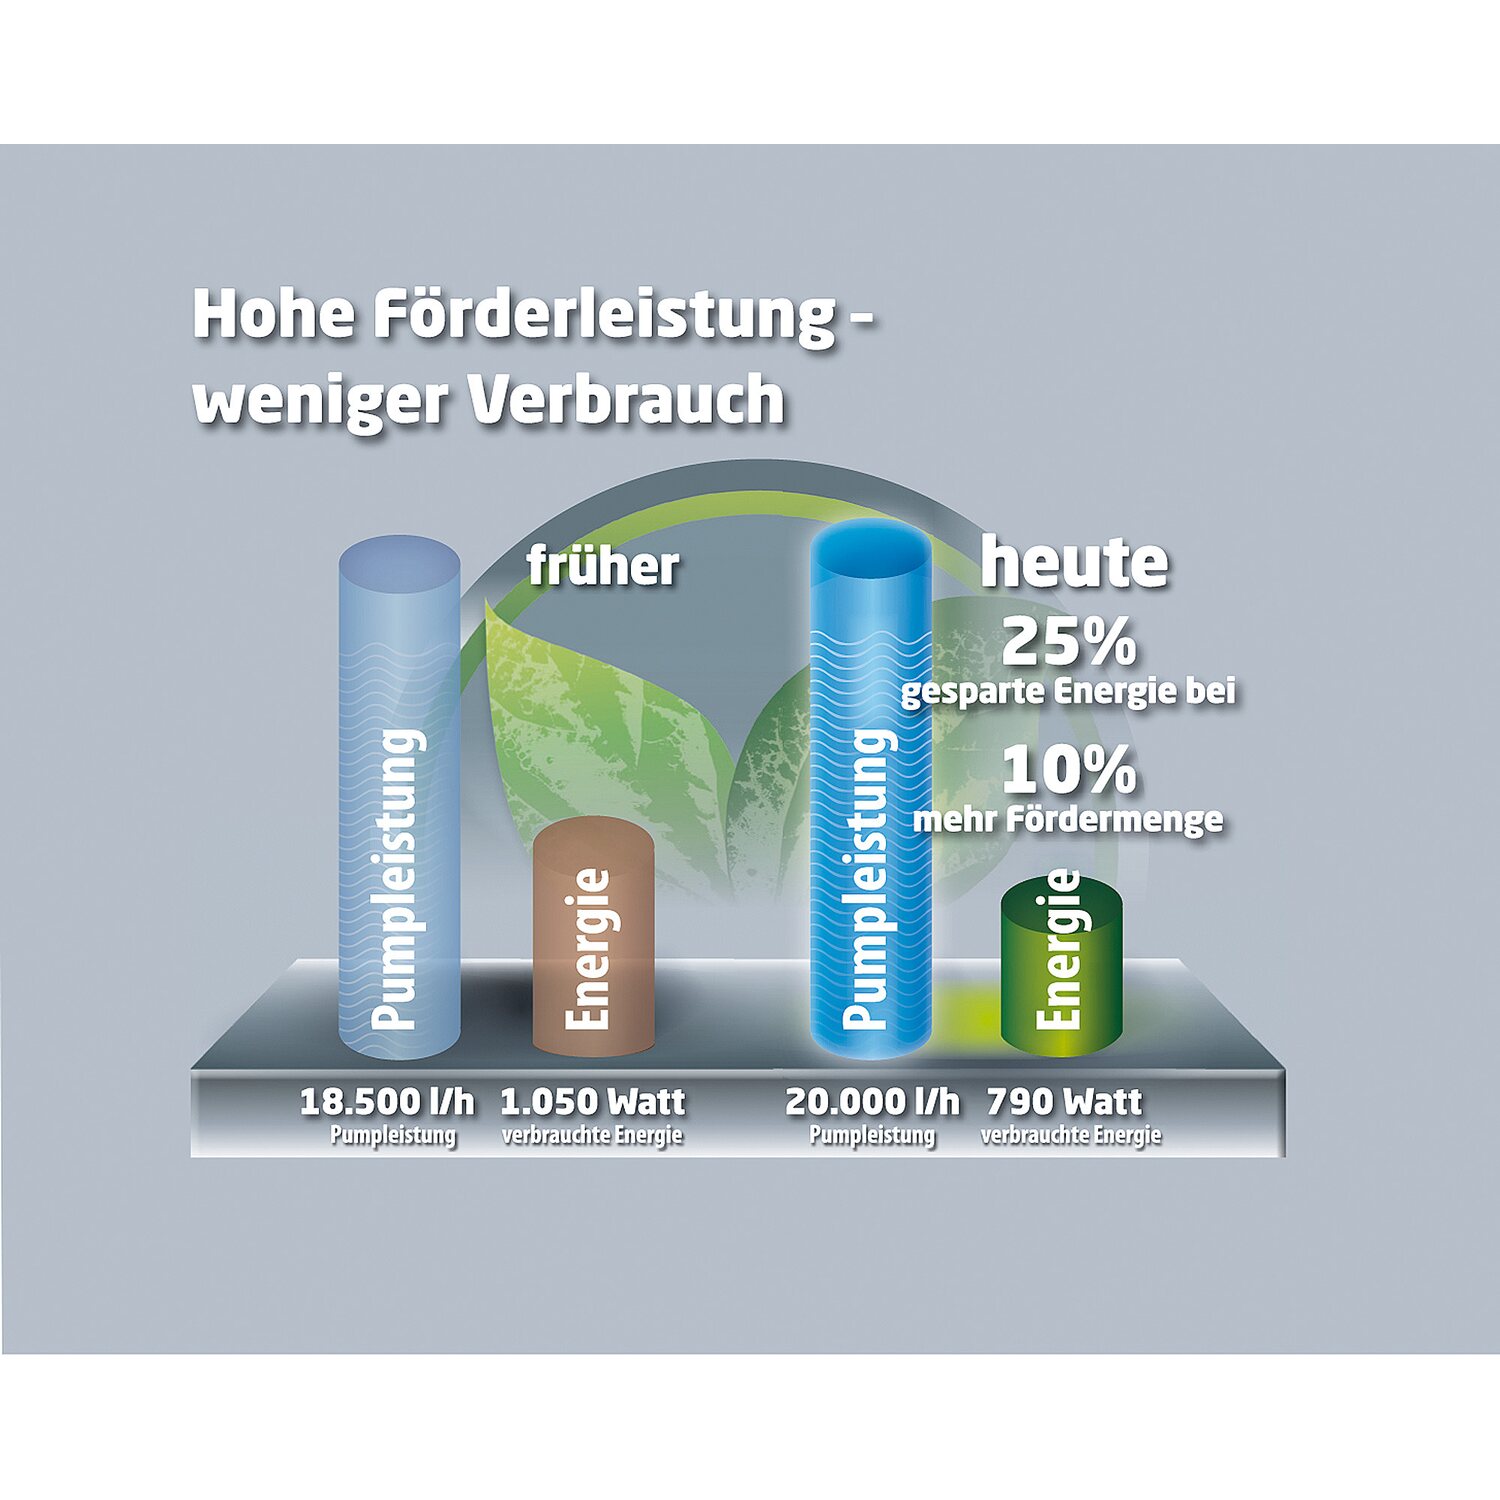 Hohe Förderleistung -
weniger Verbrauch
früher
Pumpleistung
Energie
18.500 l/h
Pumpleistung
1.050 Watt
verbrauchte Energie
heute
25%
gesparte Energie bei
10%
mehr Fördermenge
Pumpleistung
Energie
20.000 l/h
Pumpleistung
790 Watt
verbrauchte Energie